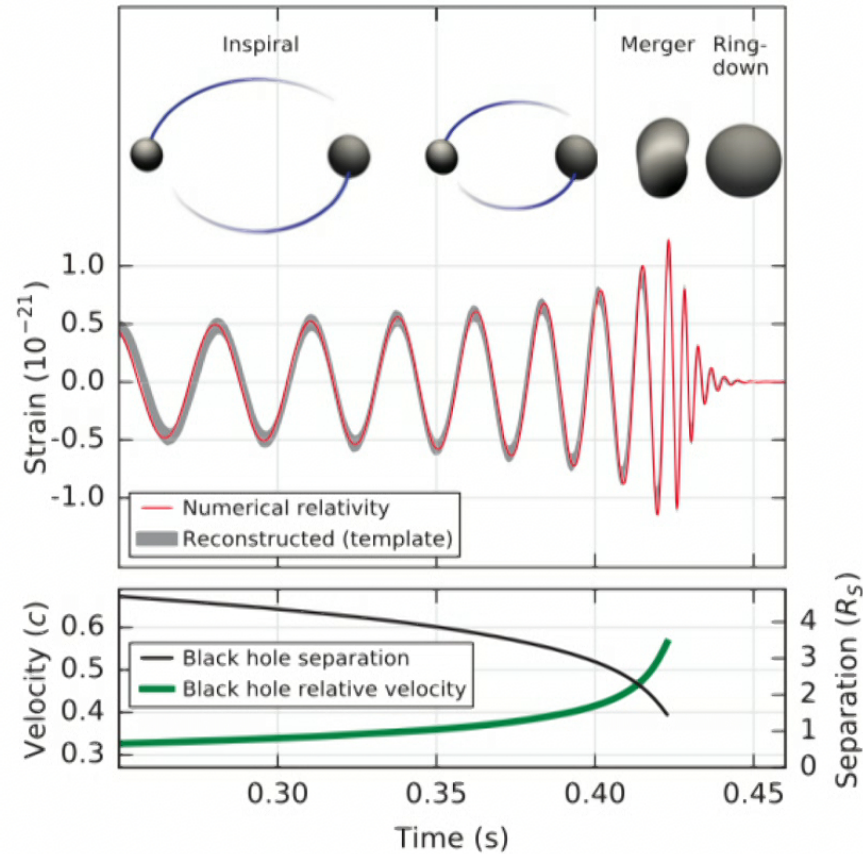 Inspiral
Merger
Ring-
down
Strain (10⁻²¹)
1.0
0.5
0.0
-0.5
-1.0
Numerical relativity
Reconstructed (template)
Velocity (c)
0.6
0.5
0.4
0.3
Black hole separation
Black hole relative velocity
4
3
2
1
0
Separation (R_S)
0.30
0.35
0.40
0.45
Time (s)